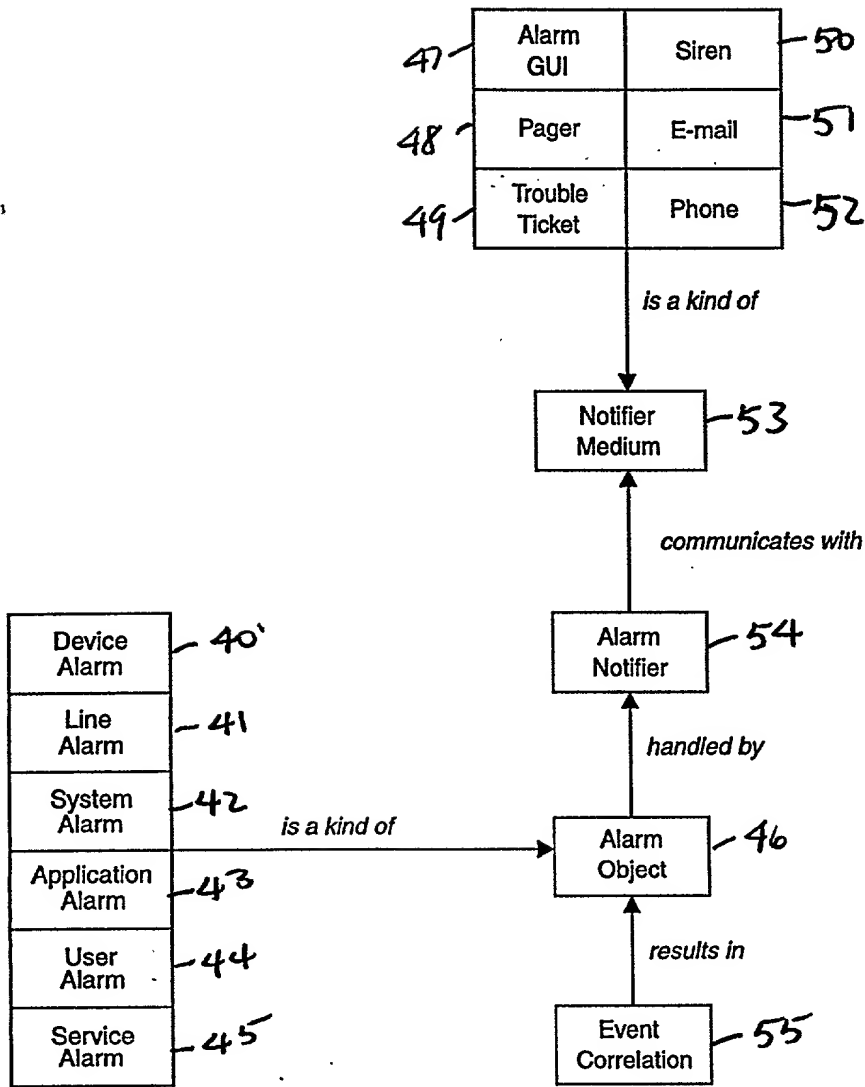 47
Alarm
GUI
Siren
50
48
Pager
E-mail
51
49
Trouble
Ticket
Phone
52
is a kind of
Notifier
Medium
53
communicates with
Device
Alarm
40
Alarm
Notifier
54
Line
Alarm
41
handled by
System
Alarm
42
is a kind of
Alarm
Object
46
Application
Alarm
43
User
Alarm
44
results in
Service
Alarm
45
Event
Correlation
55